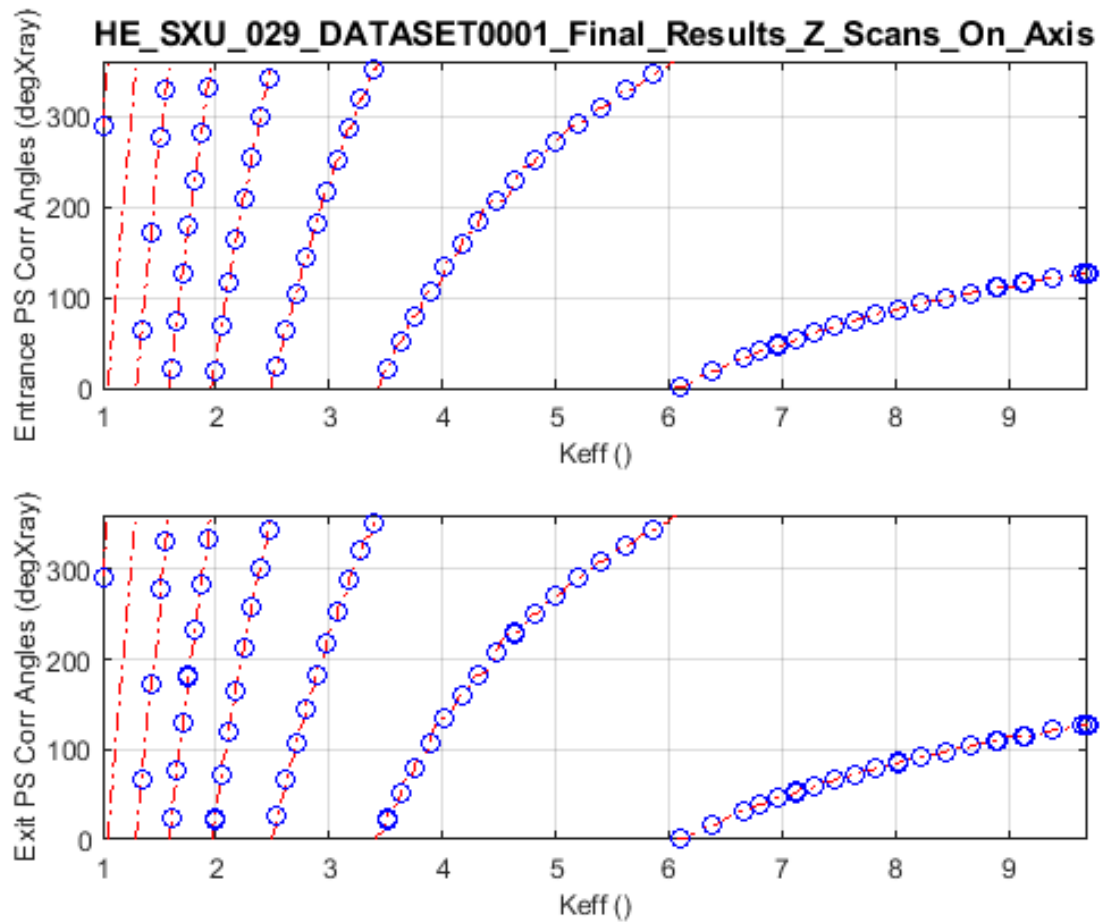 HE_SXU_029_DATASET0001_Final_Results_Z_Scans_On_Axis
Entrance PS Corr Angles (degXray)
300
200
100
0
1 2 3 4 5 6 7 8 9
Keff ()
Exit PS Corr Angles (degXray)
300
200
100
0
1 2 3 4 5 6 7 8 9
Keff ()